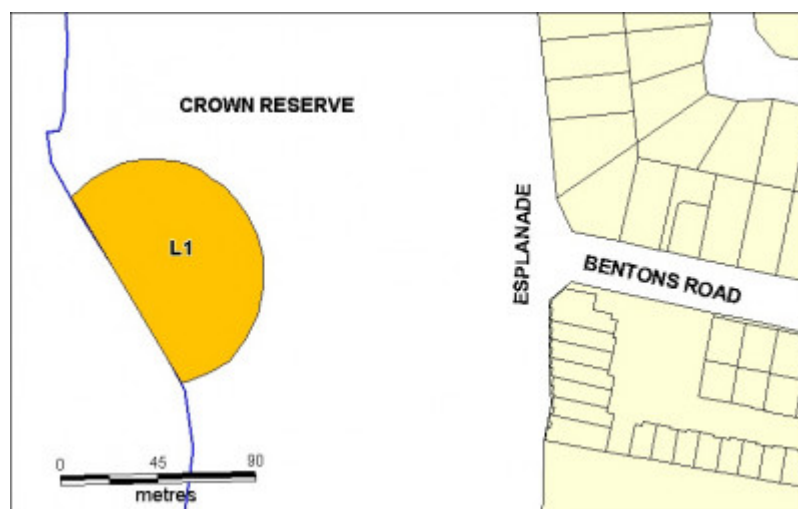 CROWN RESERVE
L1
ESPLANADE
BENTONS ROAD
0 45 90
metres